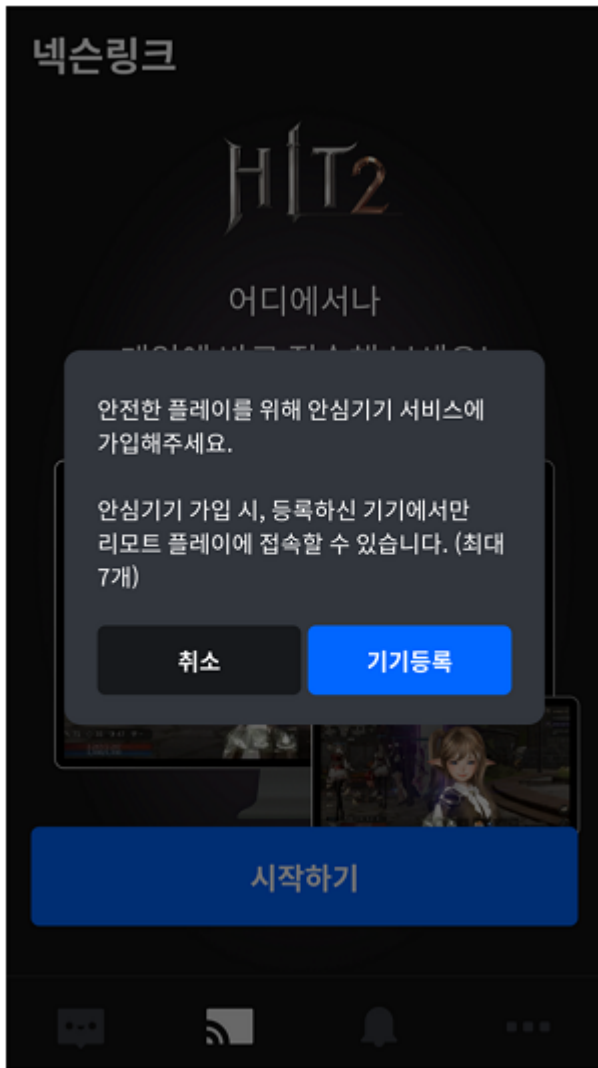 넥슨링크
HIT2
어디에서나
안전한 플레이를 위해 안심기기 서비스에
가입해주세요.
안심기기 가입 시, 등록하신 기기에서만
리모트 플레이에 접속할 수 있습니다. (최대
7개)
취소
기기등록
시작하기